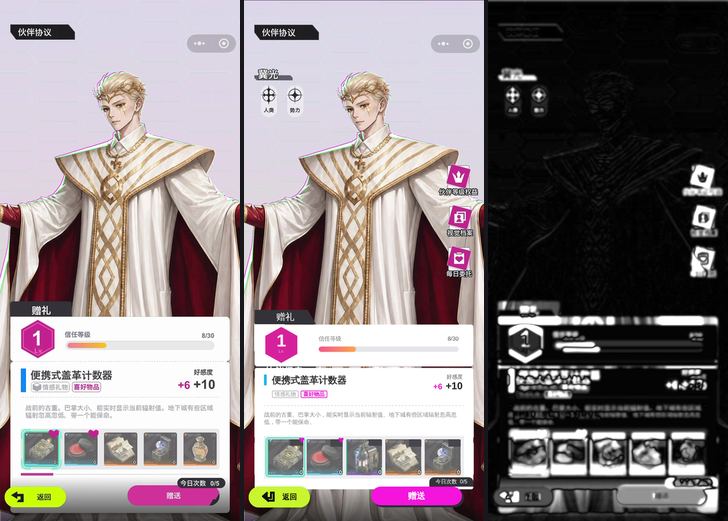 伙伴协议
赠礼
1
Lv
信任等级
8/30
便携式盖革计数器
情感礼物
喜好物品
好感度
+6 +10
战前的古董。巴掌大小、能实时显示当前辐射值。地下城有些区域
辐射忽高忽低，带一个能保命。
今日次数 0/5
返回
赠送
伙伴协议
翼光
人类
势力
伙伴等级权益
视觉档案
每日委托
赠礼
1
信任等级
8/30
便携式盖革计数器
情感礼物
喜好物品
好感度
+6 +10
战前的古董。巴掌大小、能实时显示当前辐射值。地下城有些区域辐射忽高忽
低，带一个能保命。
今日次数 0/5
返回
赠送